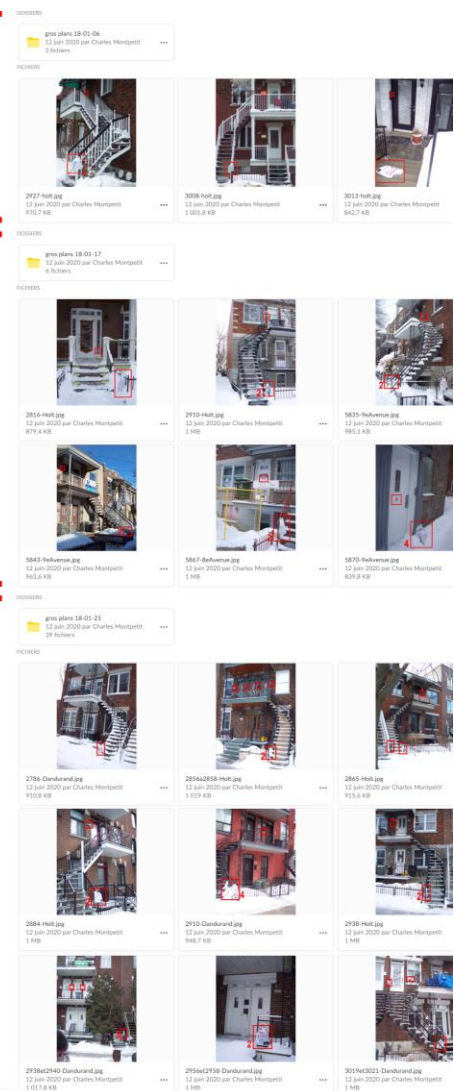 DOSSIERS
gros plans 18-01-06
12 juin 2020 par Charles Montpetit
3 fichiers
FICHIERS
2927-holt.jpg
12 juin 2020 par Charles Montpetit
970,7 KB
3008-holt.jpg
12 juin 2020 par Charles Montpetit
1 001,8 KB
3013-holt.jpg
12 juin 2020 par Charles Montpetit
842,7 KB
DOSSIERS
gros plans 18-01-17
12 juin 2020 par Charles Montpetit
6 fichiers
FICHIERS
2816-Holt.jpg
12 juin 2020 par Charles Montpetit
879,4 KB
2910-Holt.jpg
12 juin 2020 par Charles Montpetit
1 MB
5835-9eAvenue.jpg
12 juin 2020 par Charles Montpetit
985,1 KB
5843-9eAvenue.jpg
12 juin 2020 par Charles Montpetit
963,6 KB
5867-8eAvenue.jpg
12 juin 2020 par Charles Montpetit
1 MB
5870-9eAvenue.jpg
12 juin 2020 par Charles Montpetit
839,8 KB
DOSSIERS
gros plans 18-01-25
12 juin 2020 par Charles Montpetit
39 fichiers
FICHIERS
2786-Dandurand.jpg
12 juin 2020 par Charles Montpetit
910,8 KB
2856à2858-Holt.jpg
12 juin 2020 par Charles Montpetit
1 019 KB
2865-Holt.jpg
12 juin 2020 par Charles Montpetit
915,6 KB
2884-Holt.jpg
12 juin 2020 par Charles Montpetit
1 MB
2910-Dandurand.jpg
12 juin 2020 par Charles Montpetit
948,7 KB
2938-Holt.jpg
12 juin 2020 par Charles Montpetit
1 MB
2938et2940-Dandurand.jpg
12 juin 2020 par Charles Montpetit
1 017,8 KB
2956et2958-Dandurand.jpg
12 juin 2020 par Charles Montpetit
1 MB
3019et3021-Dandurand.jpg
12 juin 2020 par Charles Montpetit
1 MB